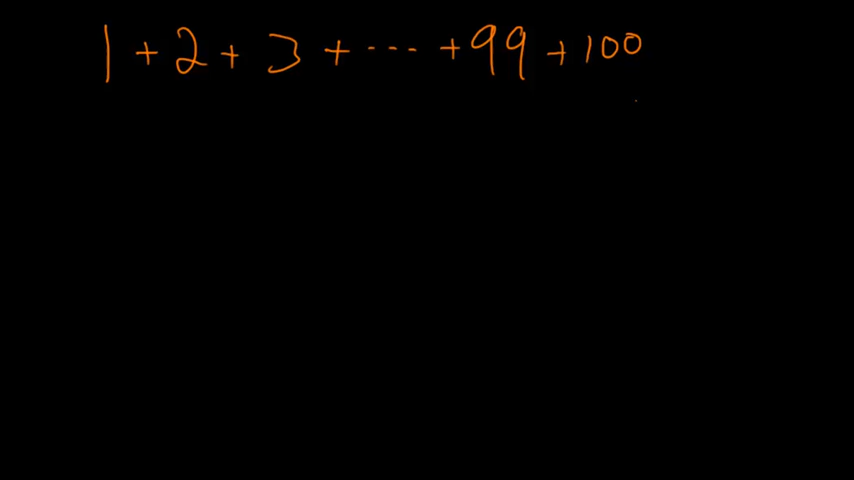 1 + 2 + 3 + --- + 99 + 100